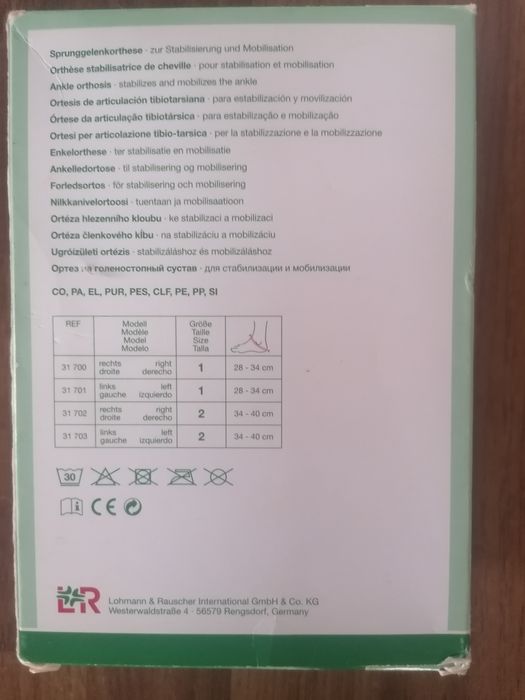 Sprunggelenkorthese · zur Stabilisierung und Mobilisation
Orthèse stabilisatrice de cheville · pour stabilisation et mobilisation
Ankle orthosis · stabilizes and mobilizes the ankle
Ortesis de articulación tibiotarsiana · para estabilización y movilización
Órtese da articulação tibiotársica · para estabilização e mobilização
Ortesi per articolazione tibio-tarsica · per la stabilizzazione e la mobilizzazione
Enkelorthese · ter stabilisatie en mobilisatie
Ankelledortose · til stabilisering og mobilisering
Fotledsortos · för stabilisering och mobilisering
Nilkkanivelortoosi · tuentaan ja mobilisaatioon
Ortéza hlezenního kloubu · ke stabilizaci a mobilizaci
Ortéza členkového kĺbu · na stabilizáciu a mobilizáciu
Ugróízületi ortézis · stabilizáláshoz és mobilizáláshoz
Ортез на голеностопный сустав · для стабилизации и мобилизации
CO, PA, EL, PUR, PES, CLF, PE, PP, SI
REF Modell Größe
Modèle Taille
Model Size
Modelo Talla
31 700 rechts right 1 28 - 34 cm
droite derecho
31 701 links left 1 28 - 34 cm
gauche izquierdo
31 702 rechts right 2 34 - 40 cm
droite derecho
31 703 links left 2 34 - 40 cm
gauche izquierdo
30
i CE
L&R Lohmann & Rauscher International GmbH & Co. KG
Westerwaldstraße 4 · 56579 Rengsdorf, Germany